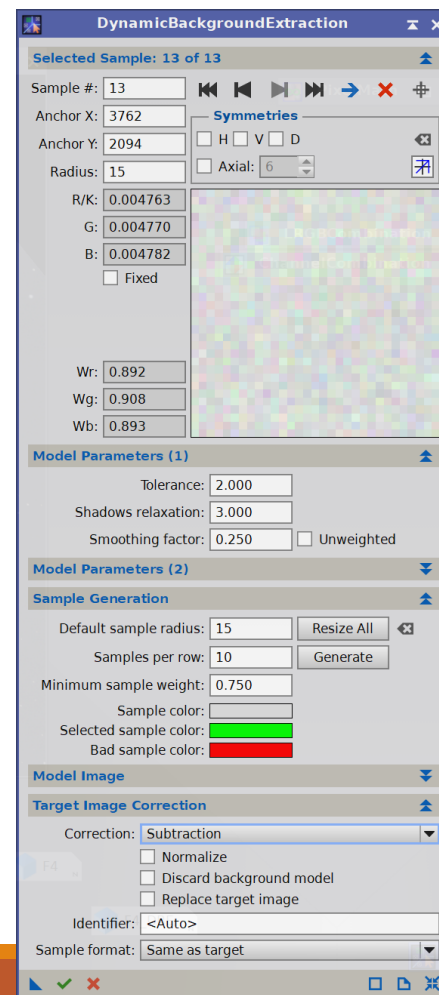 DynamicBackgroundExtraction
Selected Sample: 13 of 13
Sample #: 13
Anchor X: 3762
Anchor Y: 2094
Radius: 15
Symmetries
H V D
Axial: 6
R/K: 0.004763
G: 0.004770
B: 0.004782
Fixed
Wr: 0.892
Wg: 0.908
Wb: 0.893
Model Parameters (1)
Tolerance: 2.000
Shadows relaxation: 3.000
Smoothing factor: 0.250 Unweighted
Model Parameters (2)
Sample Generation
Default sample radius: 15 Resize All
Samples per row: 10 Generate
Minimum sample weight: 0.750
Sample color:
Selected sample color:
Bad sample color:
Model Image
Target Image Correction
Correction: Subtraction
Normalize
F4
Discard background model
Replace target image
Identifier: <Auto>
Sample format: Same as target